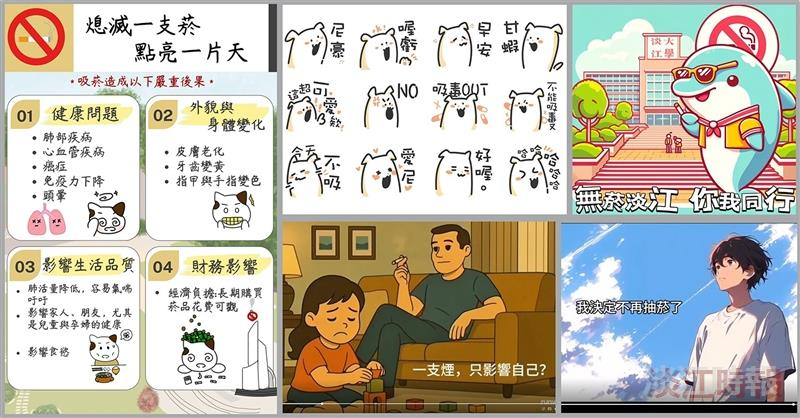 熄滅一支菸
點亮一片天
*吸菸造成以下嚴重後果*
01 健康問題
• 肺部疾病
• 心血管疾病
• 癌症
• 免疫力下降
• 頭暈
02 外貌與
身體變化
• 皮膚老化
• 牙齒變黃
• 指甲與手指變色
03 影響生活品質
• 肺活量降低,容易氣喘
吁吁
• 影響家人、朋友,尤其
是兒童與孕婦的健康
• 影響食慾
04 財務影響
• 經濟負擔:長期購買
菸品花費可觀
尼豪
喔虧
早安
甘蝦
這超可愛餒
NO
吸毒OUT
不能吸毒又
今天不吸
愛尼
好喔。
哈哈哈哈哈哈
淡江
大學
無菸淡江 你我同行
一支煙,只影響自己?
我決定不再抽菸了
淡江時報